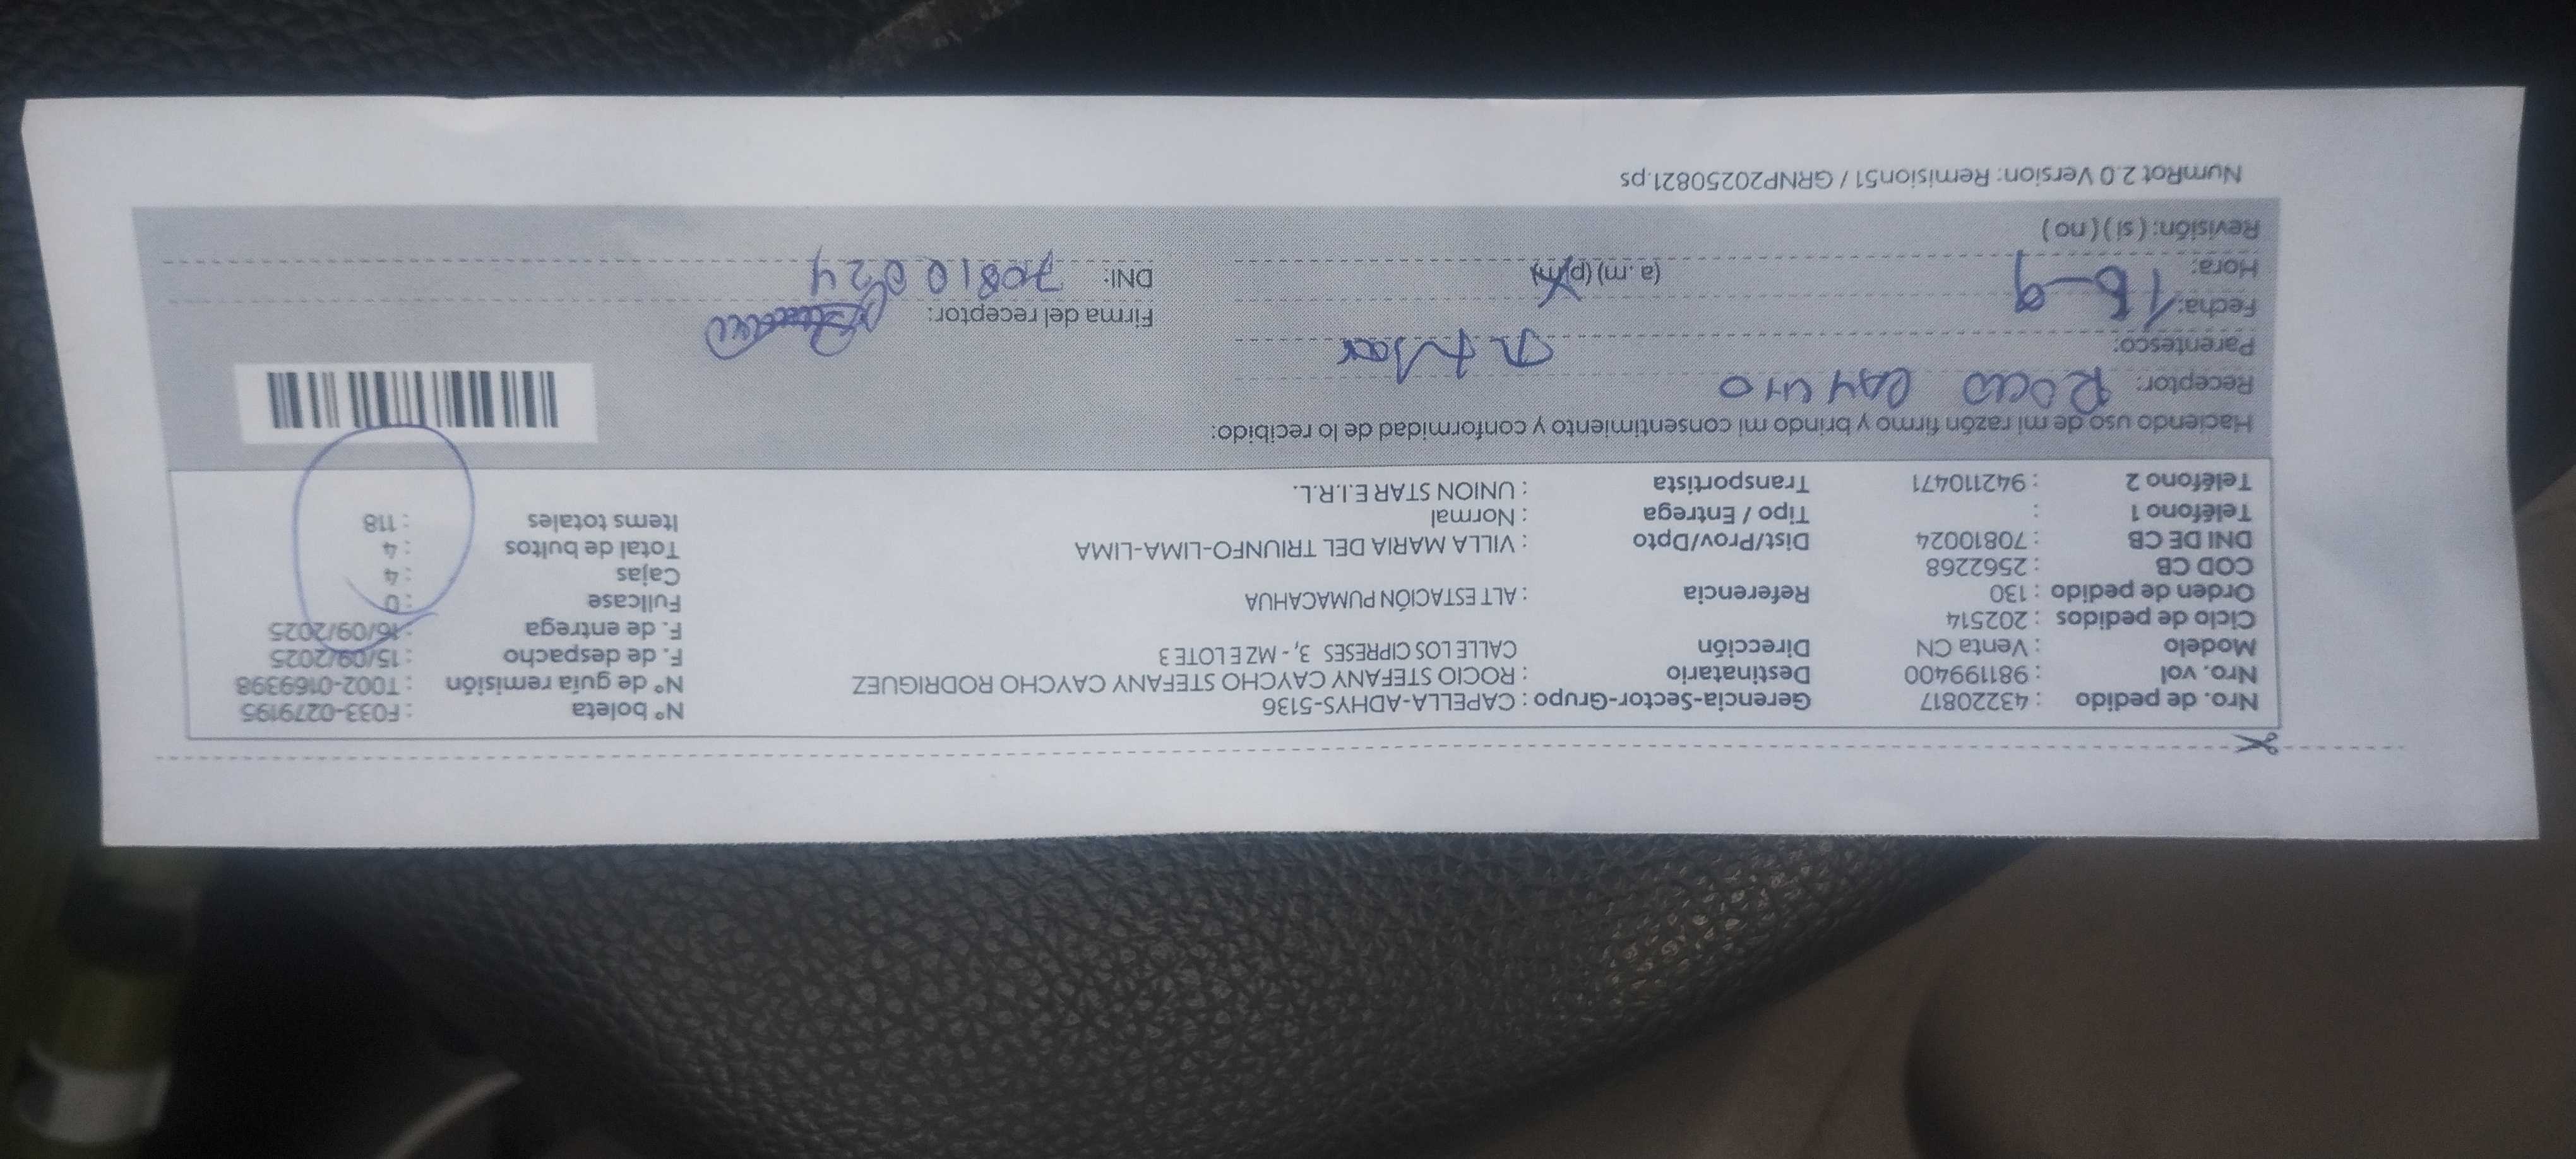 Nro. de pedido : 43220817 Gerencia-Sector-Grupo : CAPELLA-ADHYS-5136 N° boleta : F033-0279195
Nro. vol : 981199400 Destinatario : ROCIO STEFANY CAYCHO STEFANY CAYCHO RODRIGUEZ N° de guía remisión : T002-0169398
Modelo : Venta CN Dirección CALLE LOS CIPRESES 3, - MZ E LOTE 3 F. de despacho : 15/09/2025
Ciclo de pedidos : 202514 F. de entrega : 16/09/2025
Orden de pedido : 130 Referencia : ALT ESTACIÓN PUMACAHUA Fullcase : 0
COD CB : 2562268 Cajas : 4
DNI DE CB : 70810024 Dist/Prov/Dpto : VILLA MARIA DEL TRIUNFO-LIMA-LIMA Total de bultos : 4
Teléfono 1 : Tipo / Entrega : Normal Items totales : 118
Teléfono 2 : 942110471 Transportista : UNION STAR E.I.R.L.
Haciendo uso de mi razón firmo y brindo mi consentimiento y conformidad de lo recibido:
Receptor: Rocio CAYCHO
Parentesco:
Firma del receptor:
Fecha: 16-9
Hora: (a. m) (p. m) DNI: 70810024
Revisión: ( si ) ( no )
NumRot 2.0 Version: Remision51 / GRNP20250821.ps